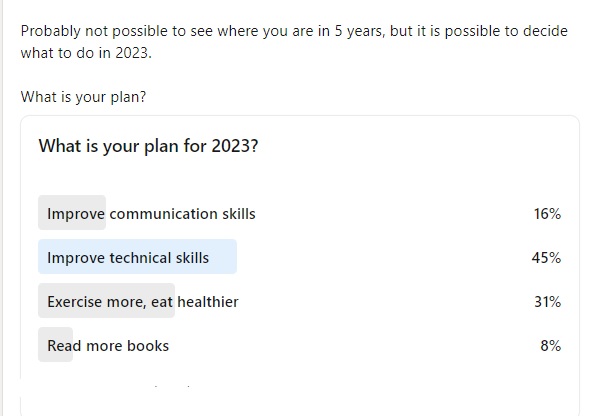 Probably not possible to see where you are in 5 years, but it is possible to decide
what to do in 2023.
What is your plan?
What is your plan for 2023?
Improve communication skills 16%
Improve technical skills 45%
Exercise more, eat healthier 31%
Read more books 8%